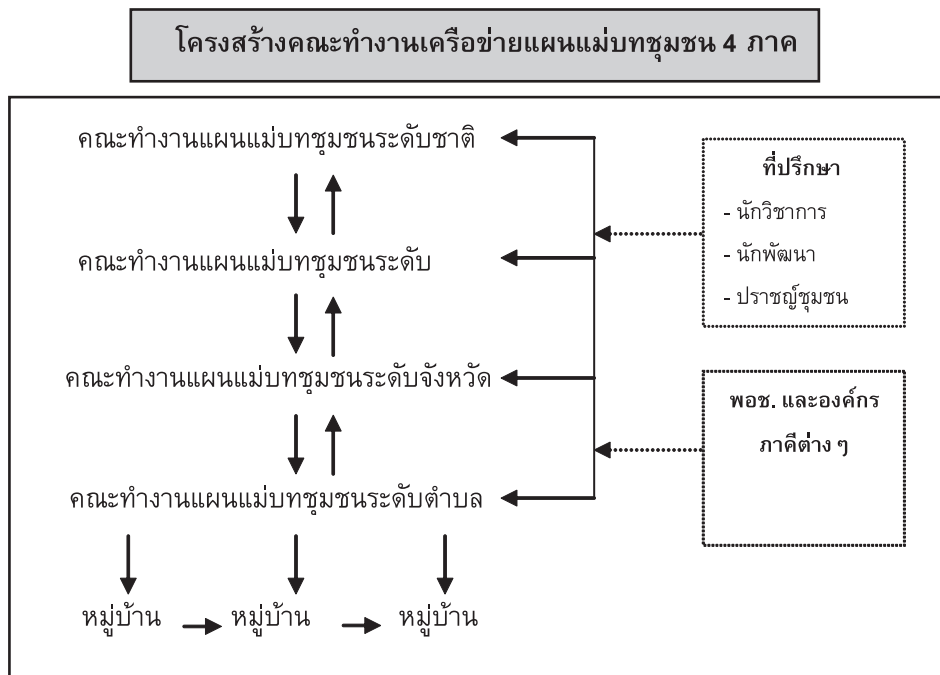 โครงสร้างคณะทำงานเครือข่ายแผนแม่บทชุมชน 4 ภาค
คณะทำงานแผนแม่บทชุมชนระดับชาติ
คณะทำงานแผนแม่บทชุมชนระดับ
คณะทำงานแผนแม่บทชุมชนระดับจังหวัด
คณะทำงานแผนแม่บทชุมชนระดับตำบล
หมู่บ้าน หมู่บ้าน หมู่บ้าน
ที่ปรึกษา
- นักวิชาการ
- นักพัฒนา
- ปราชญ์ชุมชน
พอช. และองค์กร
ภาคีต่าง ๆ